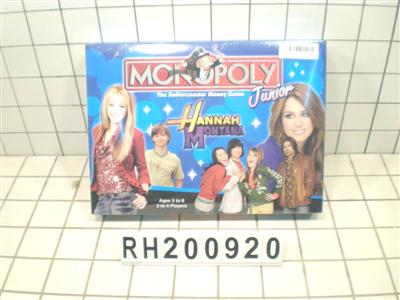 MONOPOLY
Junior
The Rollercoaster Money Game
HANNAH
MONTANA
Ages 5 to 8
2 to 4 Players
RH200920